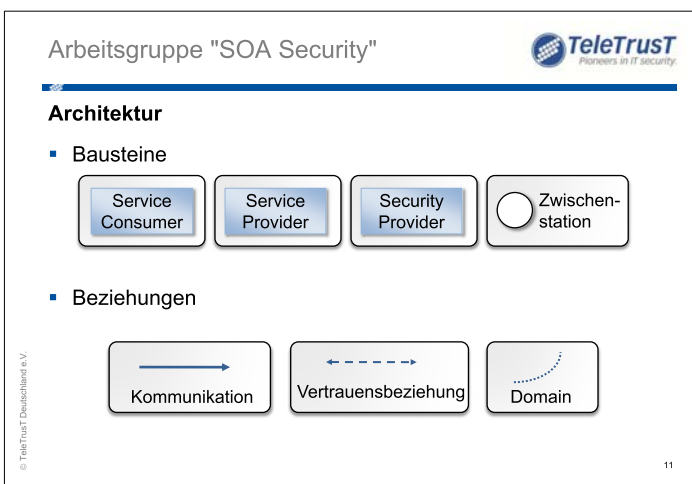 Arbeitsgruppe "SOA Security"
TeleTrusT
Pioneers in IT security.
Architektur
Bausteine
Service
Consumer
Service
Provider
Security
Provider
Zwischen-
station
Beziehungen
Kommunikation
Vertrauensbeziehung
Domain
© TeleTrusT Deutschland e.V.
11